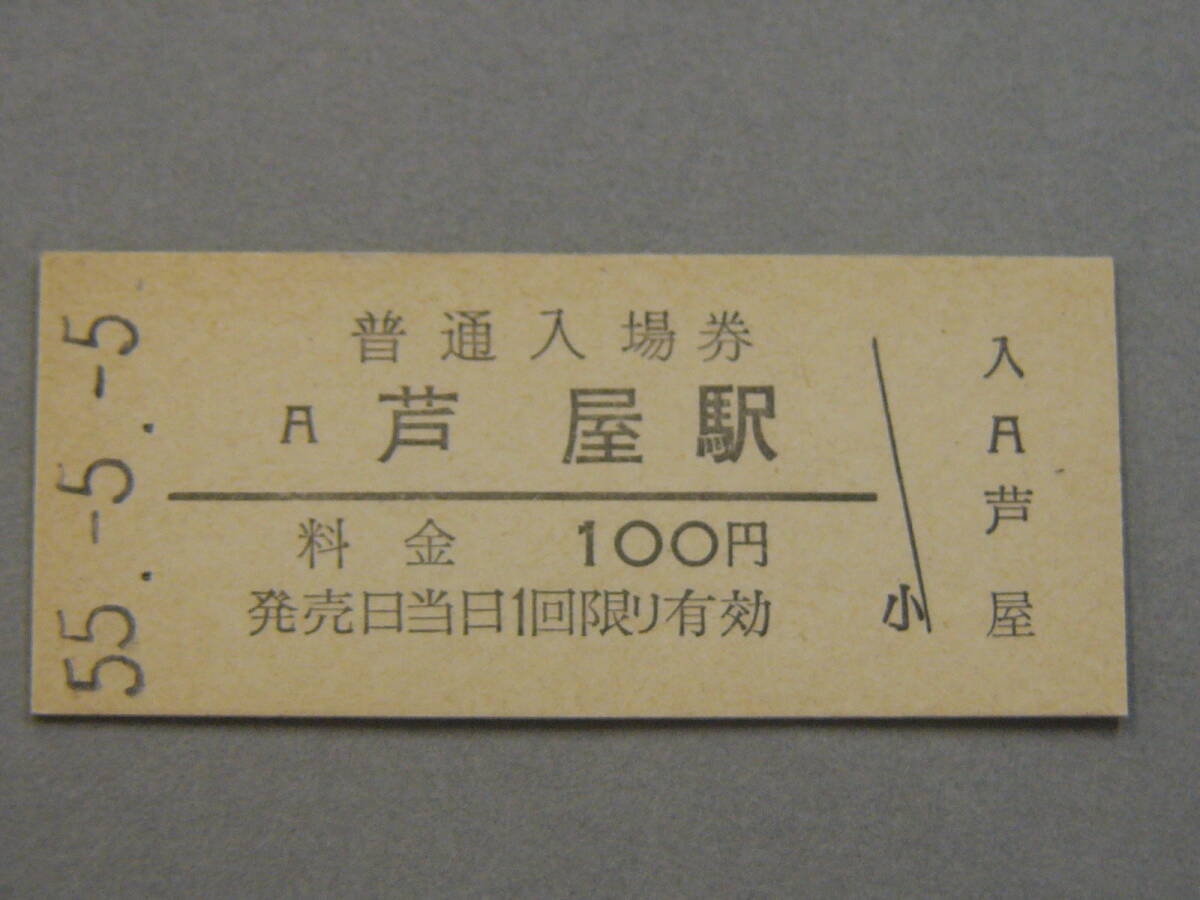 55.-5.-5
普通入場券
A 芦屋駅
料金 100円
発売日当日1回限り有効
小
入A芦屋